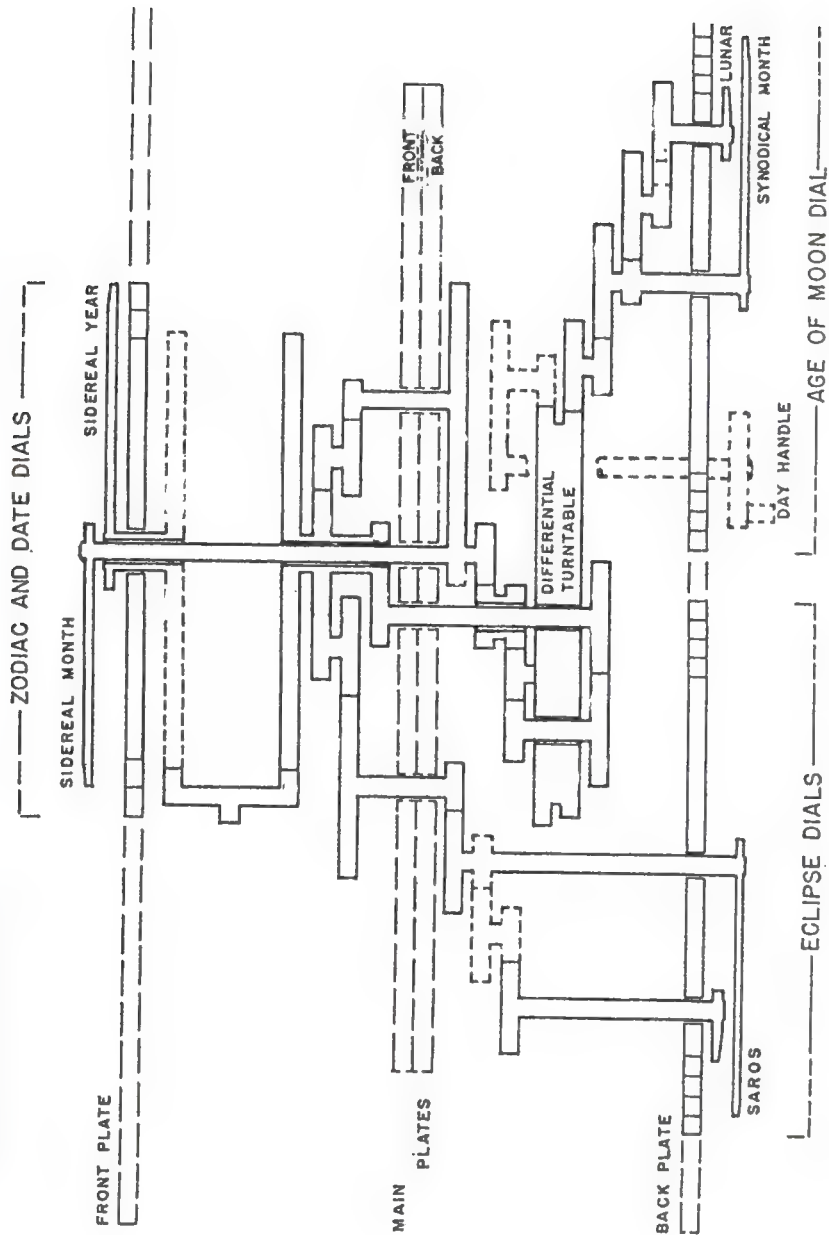 ZODIAC AND DATE DIALS
SIDEREAL MONTH
SIDEREAL YEAR
FRONT PLATE
FRONT
BACK
MAIN
PLATES
DIFFERENTIAL
TURNTABLE
LUNAR
SYNODICAL MONTH
DAY HANDLE
BACK PLATE
SAROS
ECLIPSE DIALS
AGE OF MOON DIAL